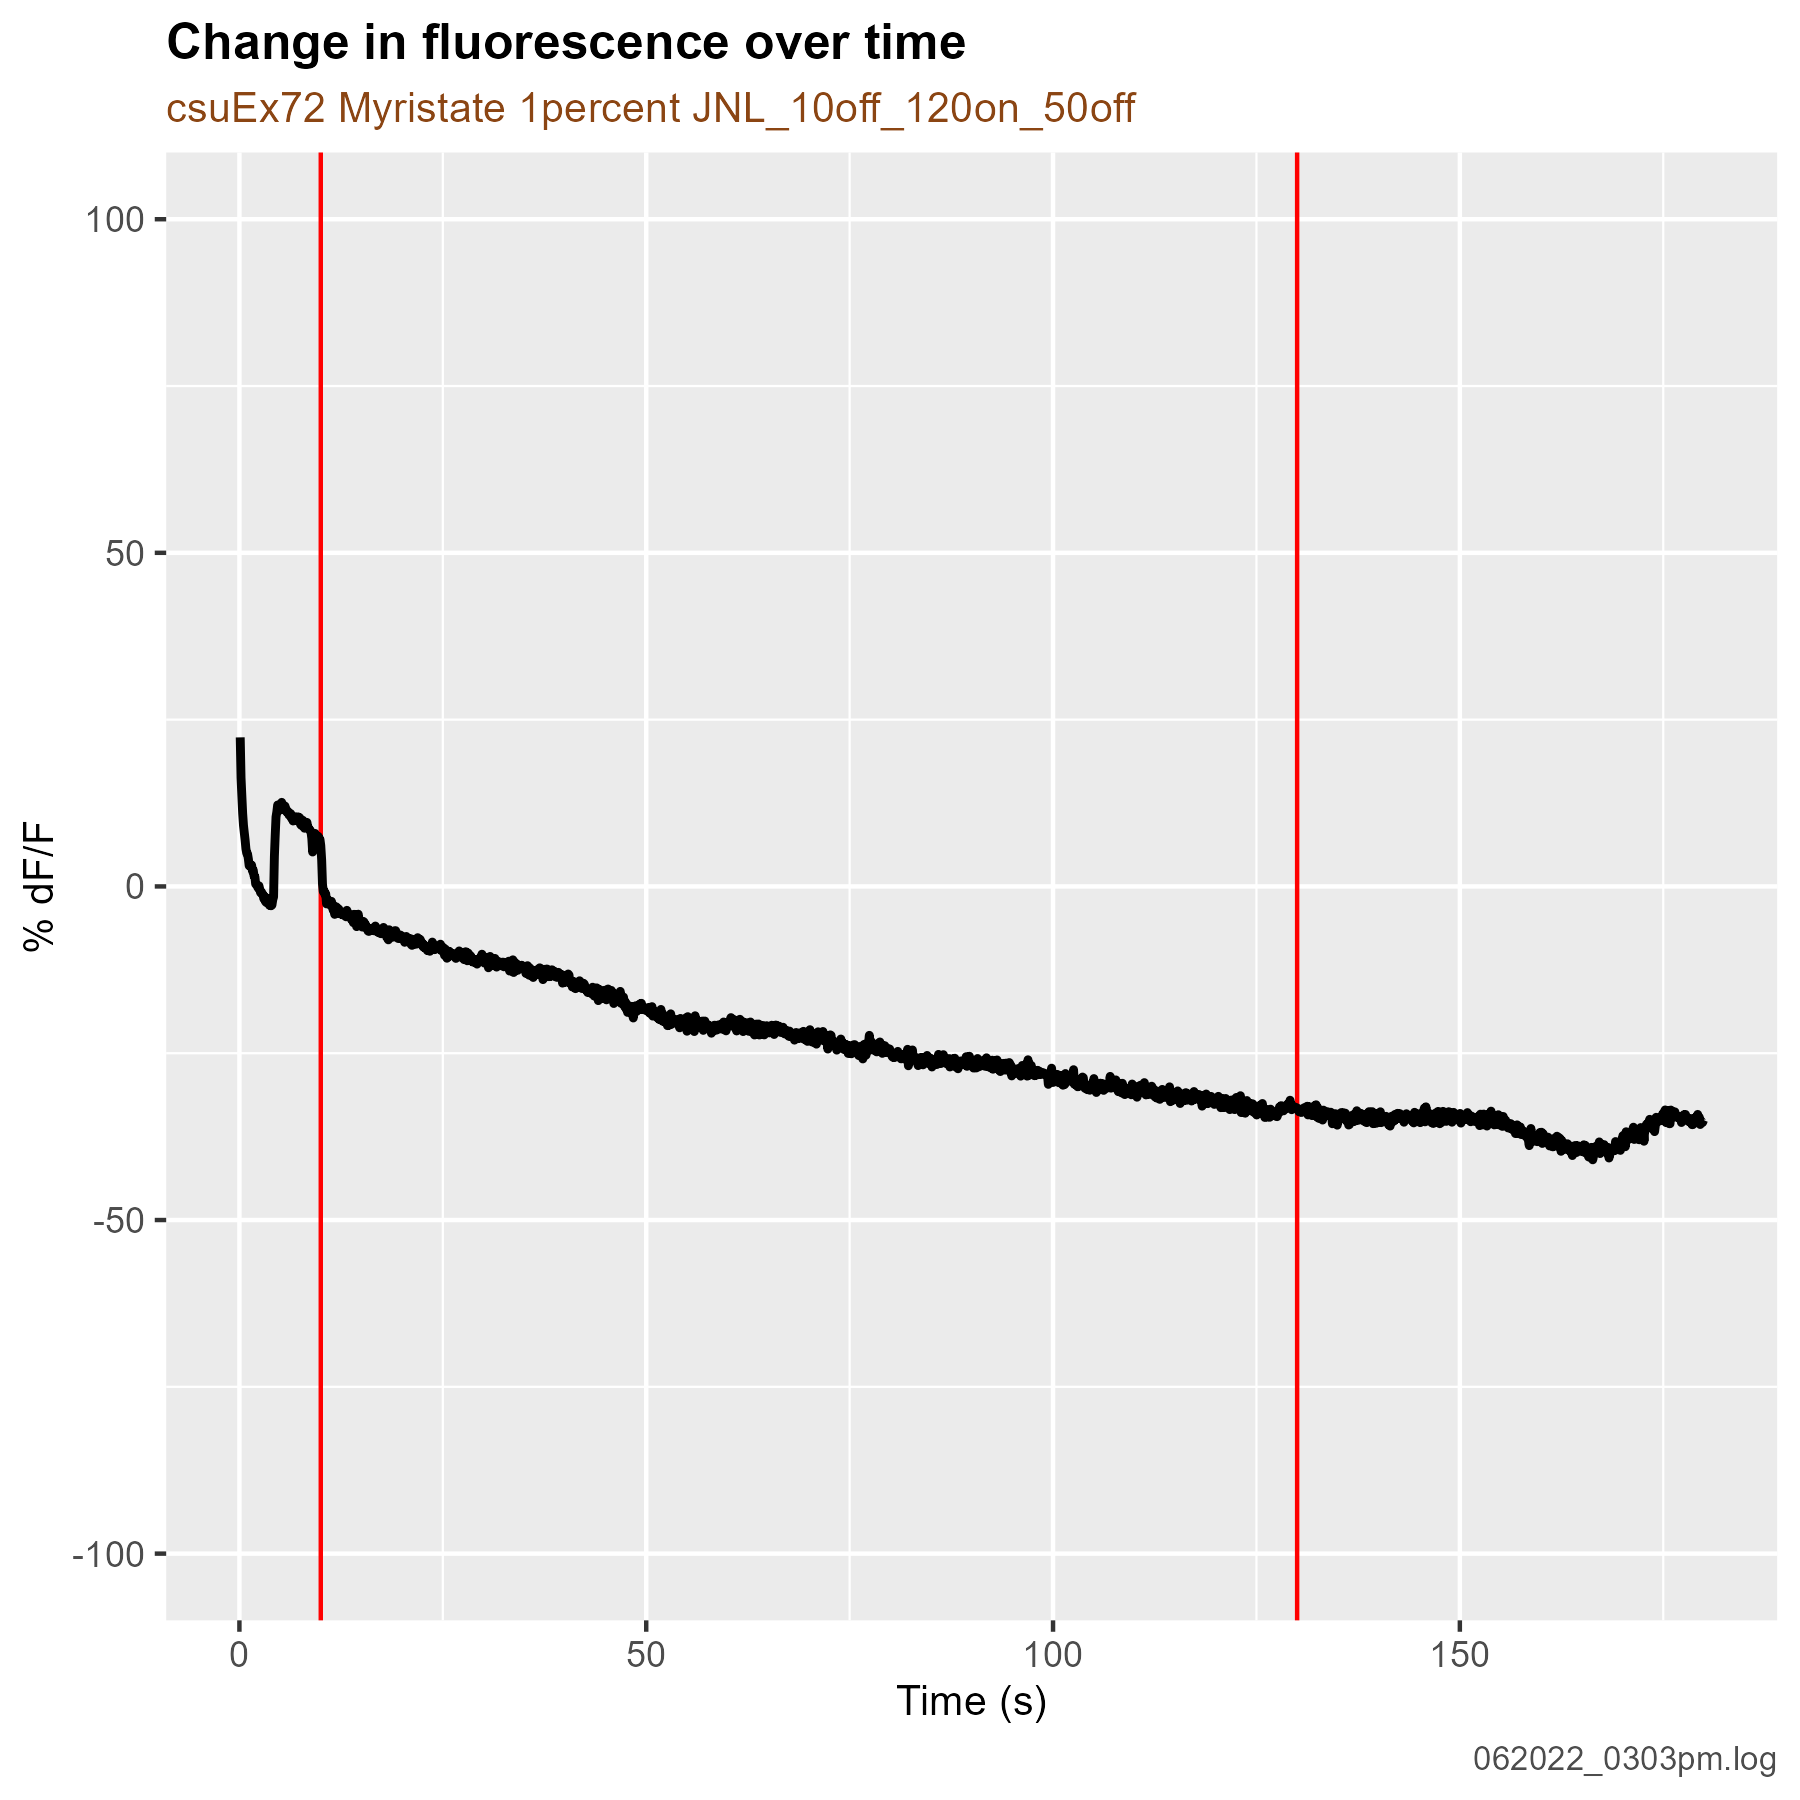 Change in fluorescence over time
csuEx72 Myristate 1percent JNL_10off_120on_50off
100
50
0
-50
-100
% dF/F
0 50 100 150
Time (s)
062022_0303pm.log